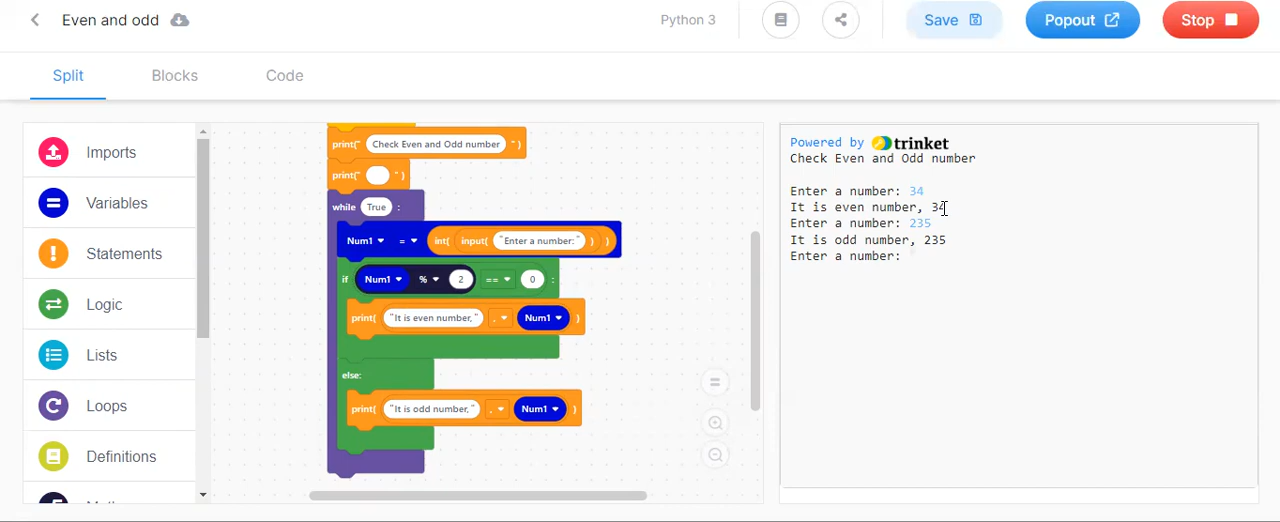 Even and odd
Python 3
Save
Popout
Stop
Split
Blocks
Code
Imports
Variables
Statements
Logic
Lists
Loops
Definitions
print(" Check Even and Odd number ")
print(" ")
while True :
Num1 = int( input( "Enter a number:" ) )
if Num1 % 2 == 0 :
print( "It is even number," , Num1 )
else:
print( "It is odd number," , Num1 )
Powered by trinket
Check Even and Odd number
Enter a number: 34
It is even number, 34
Enter a number: 235
It is odd number, 235
Enter a number: